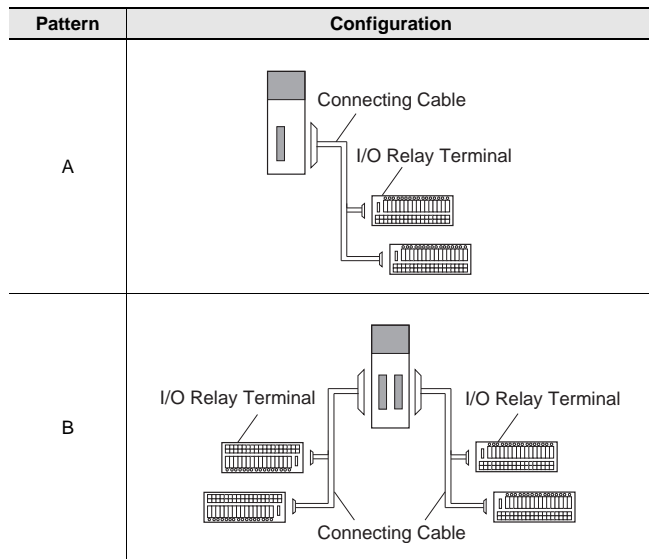 Pattern Configuration
A
Connecting Cable
I/O Relay Terminal
B
I/O Relay Terminal I/O Relay Terminal
Connecting Cable